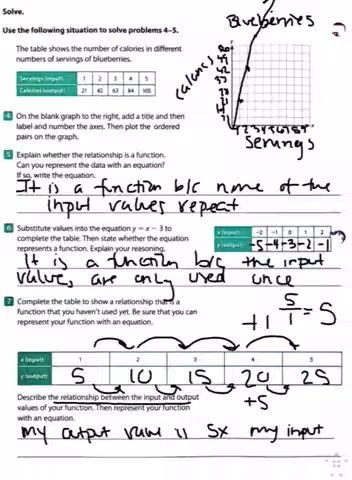 Solve.
Use the following situation to solve problems 4–5.
The table shows the number of calories in different
numbers of servings of blueberries.
Servings (input) 1 2 3 4 5
Calories (output) 21 42 63 84 105
Blueberries
Servings
4 On the blank graph to the right, add a title and then
label and number the axes. Then plot the ordered
pairs on the graph.
5 Explain whether the relationship is a function.
Can you represent the data with an equation?
If so, write the equation.
It is a function b/c none of the
input values repect
6 Substitute values into the equation y = x − 3 to
complete the table. Then state whether the equation
represents a function. Explain your reasoning.
x (input) -2 -1 0 1 2
y (output) -5 -4 -3 -2 -1
It is a function b/c the input
values are only used once
7 Complete the table to show a relationship that is a
function that you haven't used yet. Be sure that you can
represent your function with an equation.
+1 5/1 = 5
x (input) 1 2 3 4 5
y (output) 5 10 15 20 25
+5
Describe the relationship between the input and output
values of your function. Then represent your function
with an equation.
my output value is 5x my input